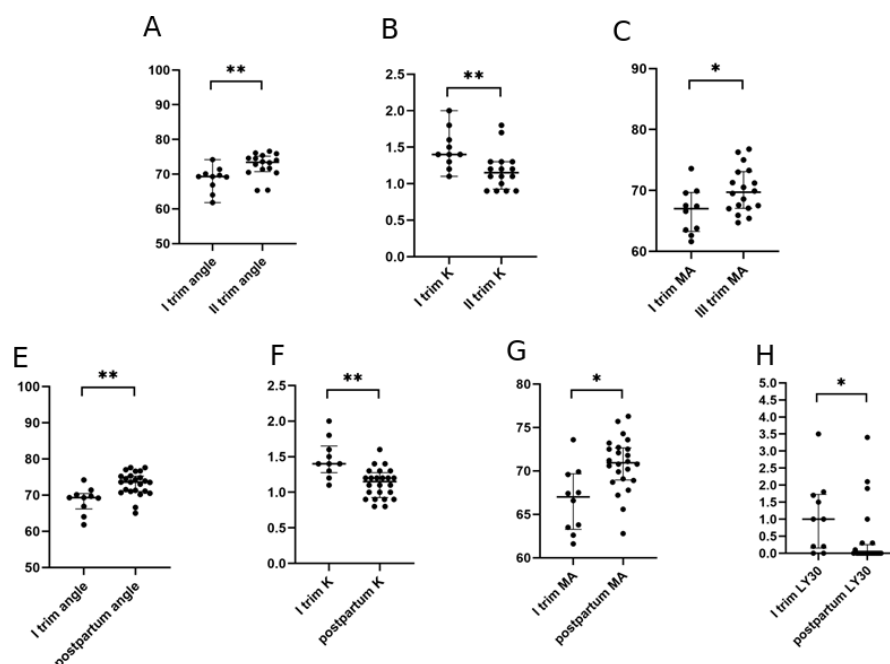 A
**
100
90
80
70
60
50
I trim angle
II trim angle
B
**
2.5
2.0
1.5
1.0
0.5
0.0
I trim K
II trim K
C
*
90
80
70
60
I trim MA
III trim MA
E
**
100
90
80
70
60
50
I trim angle
postpartum angle
F
**
2.5
2.0
1.5
1.0
0.5
0.0
I trim K
postpartum K
G
*
80
75
70
65
60
I trim MA
postpartum MA
H
*
5.0
4.5
4.0
3.5
3.0
2.5
2.0
1.5
1.0
0.5
0.0
I trim LY30
postpartum LY30